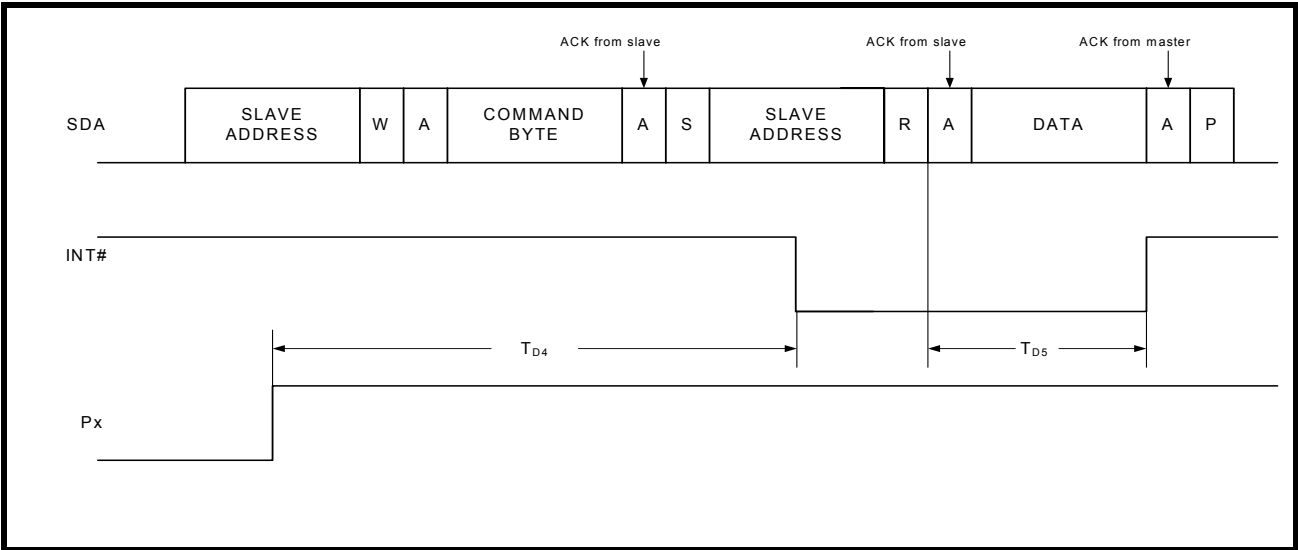 ACK from slave ACK from slave ACK from master
SDA SLAVE ADDRESS W A COMMAND BYTE A S SLAVE ADDRESS R A DATA A P
INT#
TD4 TD5
Px